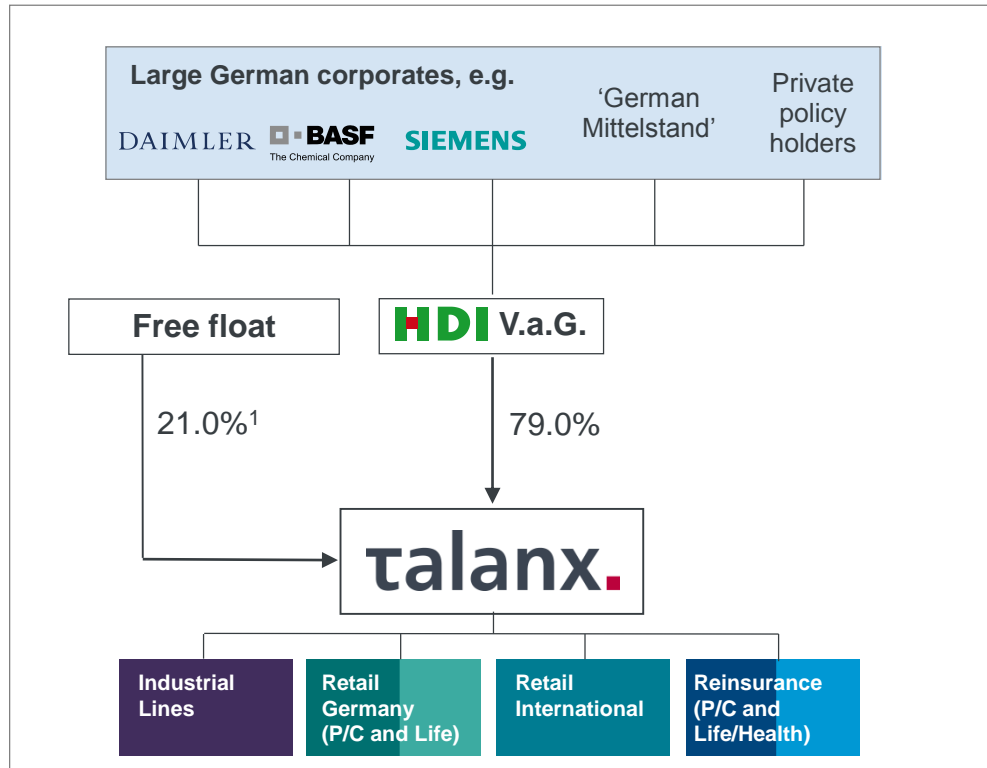 Large German corporates, e.g.
DAIMLER
BASF
The Chemical Company
SIEMENS
‘German
Mittelstand’
Private
policy
holders
Free float
HDI V.a.G.
21.0%¹
79.0%
τalanx.
Industrial
Lines
Retail
Germany
(P/C and Life)
Retail
International
Reinsurance
(P/C and
Life/Health)